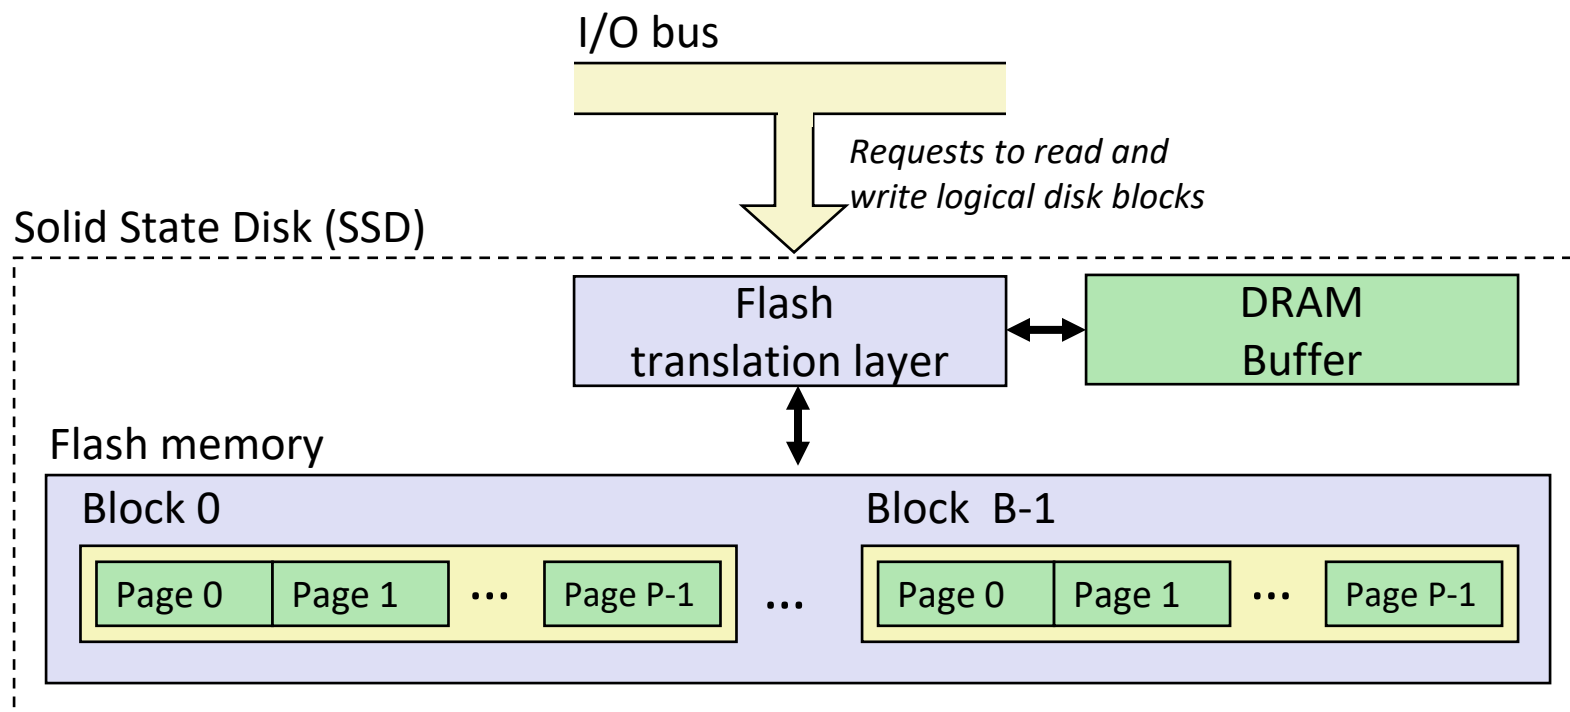 I/O bus
Requests to read and
write logical disk blocks
Solid State Disk (SSD)
Flash
translation layer
DRAM
Buffer
Flash memory
Block 0
Block B-1
Page 0
Page 1
...
Page P-1
...
Page 0
Page 1
...
Page P-1